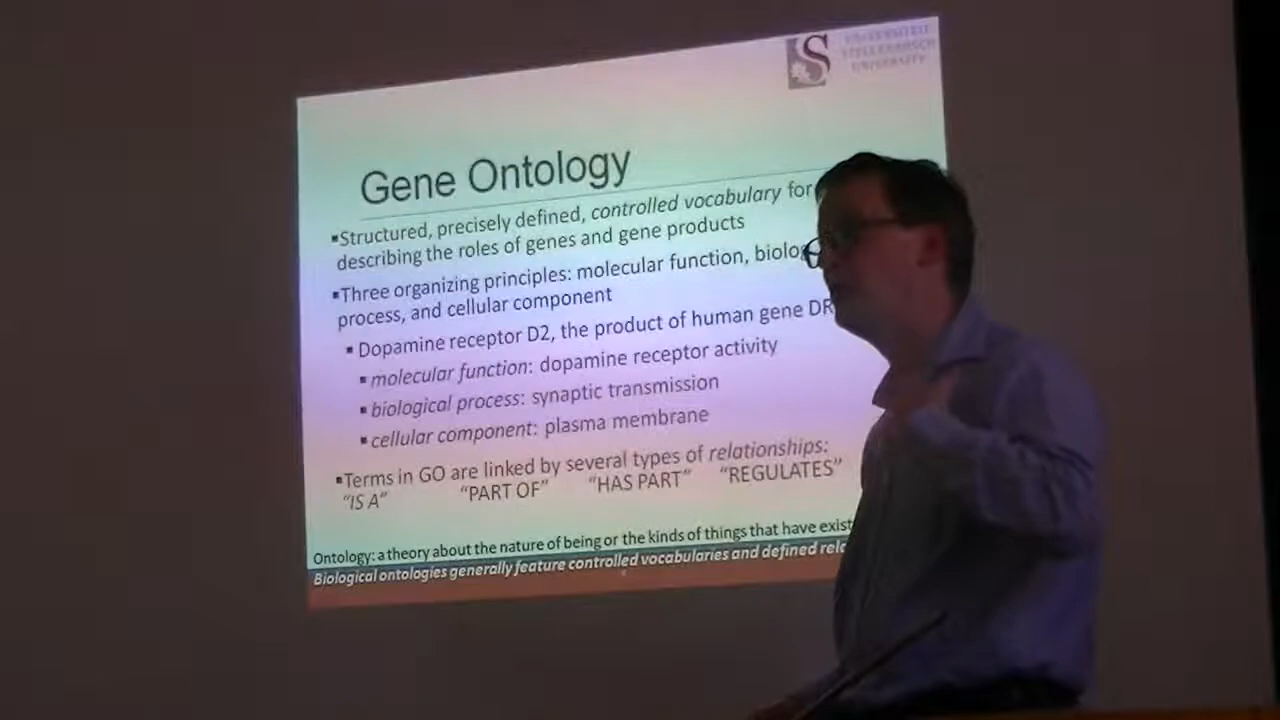 UNIVERSITEIT
STELLENBOSCH
UNIVERSITY
Gene Ontology
▪Structured, precisely defined, controlled vocabulary for
describing the roles of genes and gene products
▪Three organizing principles: molecular function, biolog
process, and cellular component
▪ Dopamine receptor D2, the product of human gene DR
▪ molecular function: dopamine receptor activity
▪ biological process: synaptic transmission
▪ cellular component: plasma membrane
▪Terms in GO are linked by several types of relationships:
“IS A” “PART OF” “HAS PART” “REGULATES”
Ontology: a theory about the nature of being or the kinds of things that have exist
Biological ontologies generally feature controlled vocabularies and defined rela